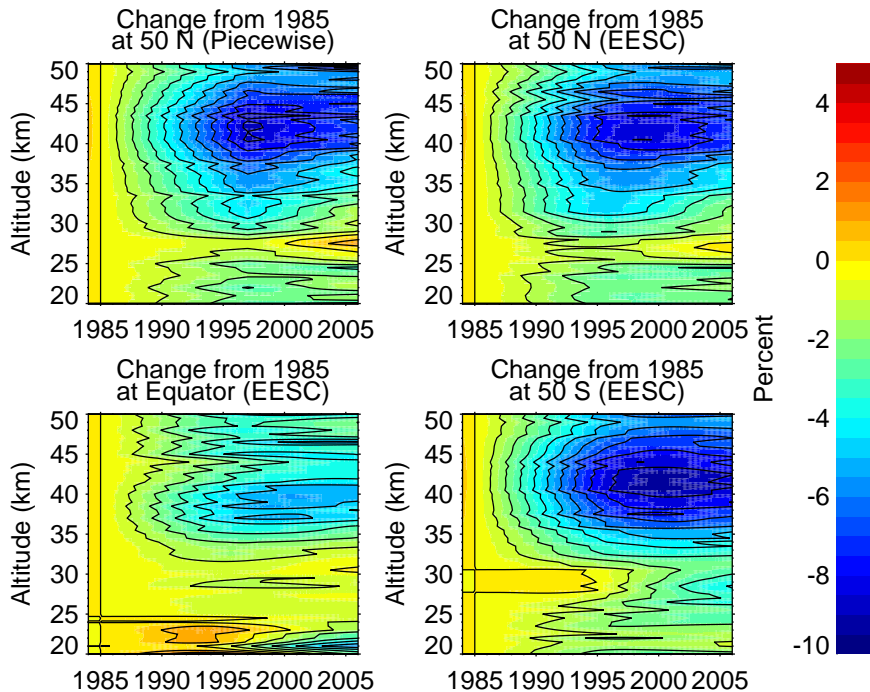 Change from 1985
at 50 N (Piecewise)
Change from 1985
at 50 N (EESC)
50
45
40
35
30
25
20
Altitude (km)
1985 1990 1995 2000 2005
50
45
40
35
30
25
20
Altitude (km)
1985 1990 1995 2000 2005
Change from 1985
at Equator (EESC)
Change from 1985
at 50 S (EESC)
50
45
40
35
30
25
20
Altitude (km)
1985 1990 1995 2000 2005
50
45
40
35
30
25
20
Altitude (km)
1985 1990 1995 2000 2005
Percent
4
2
0
-2
-4
-6
-8
-10